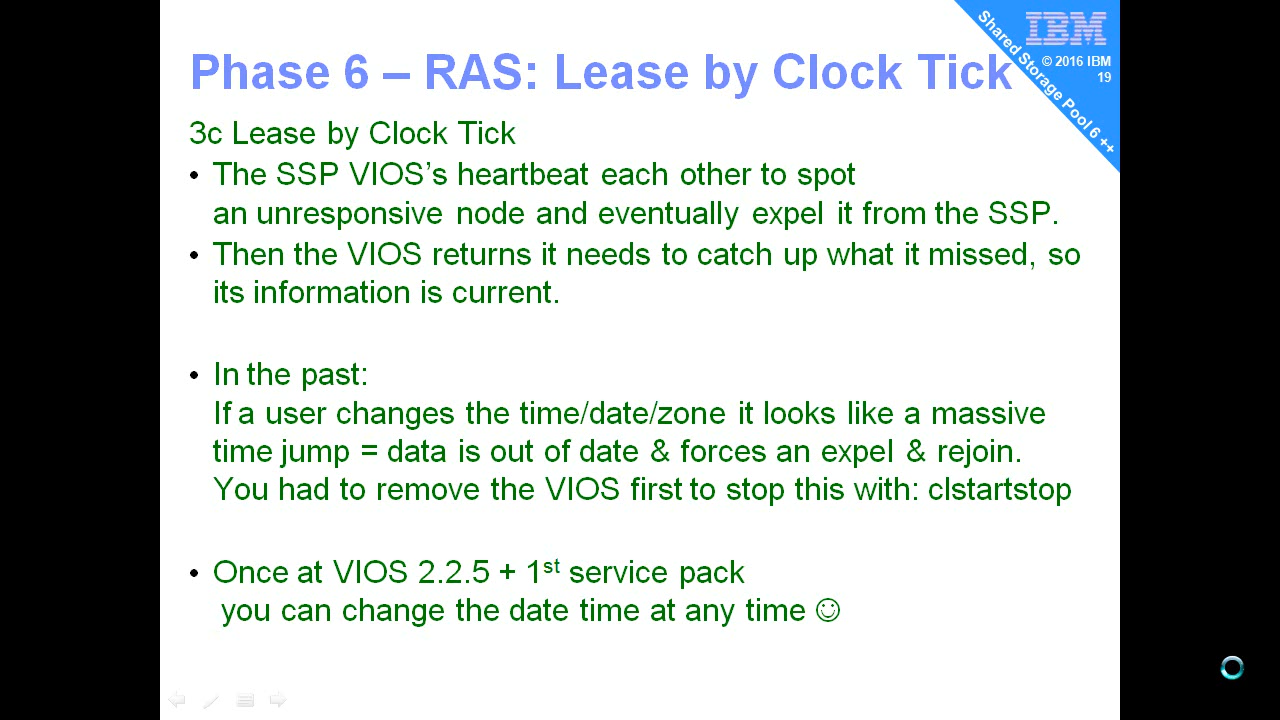 Phase 6 – RAS: Lease by Clock Tick
IBM
© 2016 IBM
19
Shared Storage Pool 6 ++
3c Lease by Clock Tick
• The SSP VIOS’s heartbeat each other to spot
an unresponsive node and eventually expel it from the SSP.
• Then the VIOS returns it needs to catch up what it missed, so
its information is current.
• In the past:
If a user changes the time/date/zone it looks like a massive
time jump = data is out of date & forces an expel & rejoin.
You had to remove the VIOS first to stop this with: clstartstop
• Once at VIOS 2.2.5 + 1st service pack
you can change the date time at any time ☺